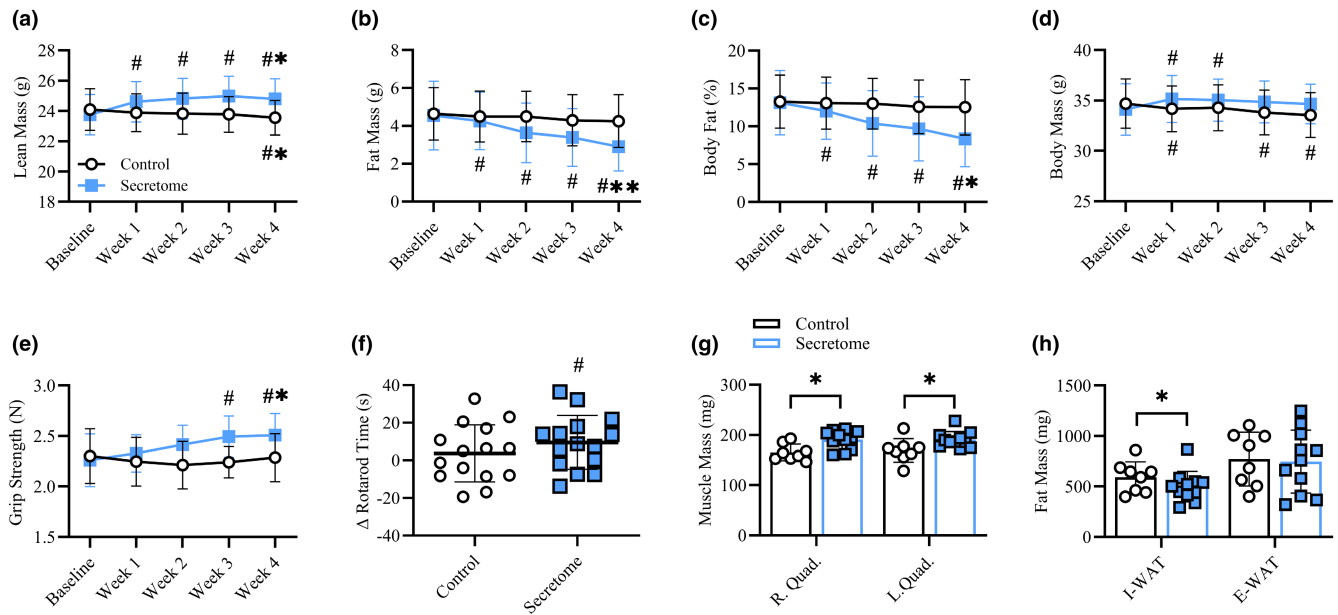 (a)
Lean Mass (g)
28
26
24
22
20
18
# # # #*
#*
Control
Secretome
Baseline
Week 1
Week 2
Week 3
Week 4
(b)
Fat Mass (g)
8
6
4
2
0
# # # #**
Baseline
Week 1
Week 2
Week 3
Week 4
(c)
Body Fat (%)
20
15
10
5
0
# # # #*
Baseline
Week 1
Week 2
Week 3
Week 4
(d)
Body Mass (g)
40
35
30
25
# #
# # #
Baseline
Week 1
Week 2
Week 3
Week 4
(e)
Grip Strength (N)
3.0
2.5
2.0
1.5
# #*
Baseline
Week 1
Week 2
Week 3
Week 4
(f)
Δ Rotarod Time (s)
40
20
0
-20
-40
#
Control
Secretome
Control
Secretome
(g)
Muscle Mass (mg)
300
200
100
0
* *
R. Quad.
L.Quad.
(h)
Fat Mass (mg)
1500
1000
500
0
*
I-WAT
E-WAT